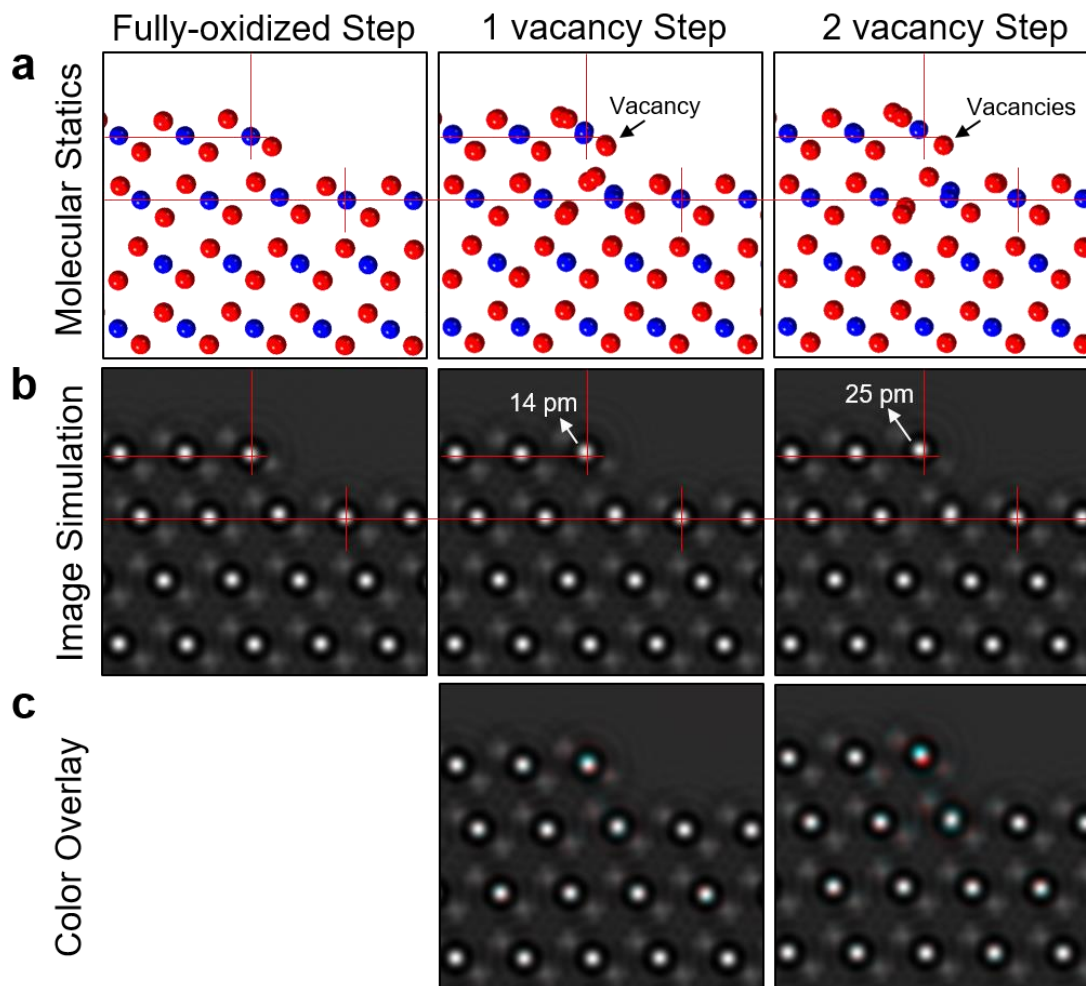 Fully-oxidized Step 1 vacancy Step 2 vacancy Step
a
Molecular Statics
Vacancy
Vacancies
b
Image Simulation
14 pm
25 pm
c
Color Overlay